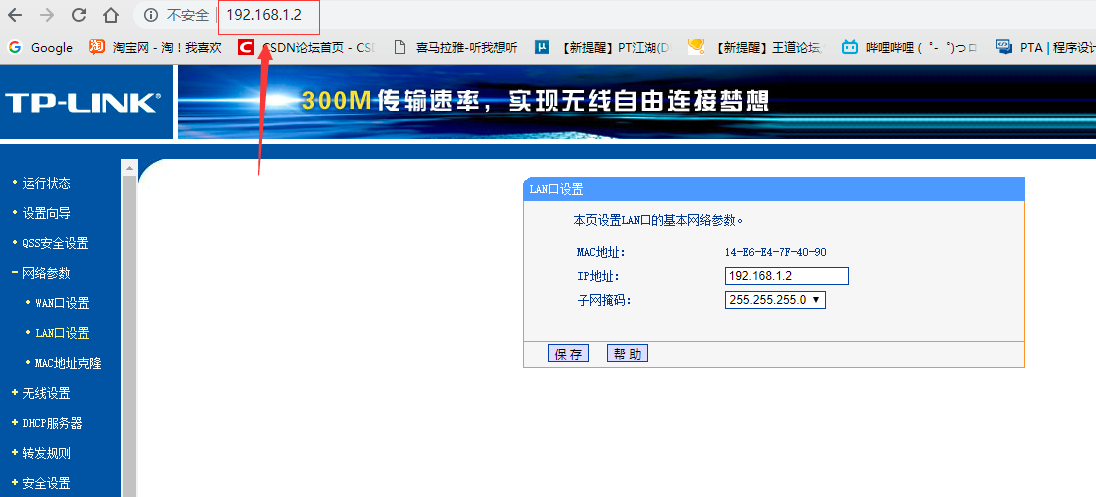 不安全 192.168.1.2
Google 淘宝网 - 淘！我喜欢 CSDN论坛首页 - CSD 喜马拉雅-听我想听 【新提醒】PT江湖(D 【新提醒】王道论坛 哔哩哔哩 ( ゜- ゜)つロ PTA | 程序设计
TP-LINK®
300M 传输速率，实现无线自由连接梦想
运行状态
设置向导
QSS安全设置
网络参数
WAN口设置
LAN口设置
MAC地址克隆
无线设置
DHCP服务器
转发规则
安全设置
LAN口设置
本页设置LAN口的基本网络参数。
MAC地址： 14-E6-E4-7F-40-90
IP地址： 192.168.1.2
子网掩码： 255.255.255.0
保 存 帮 助